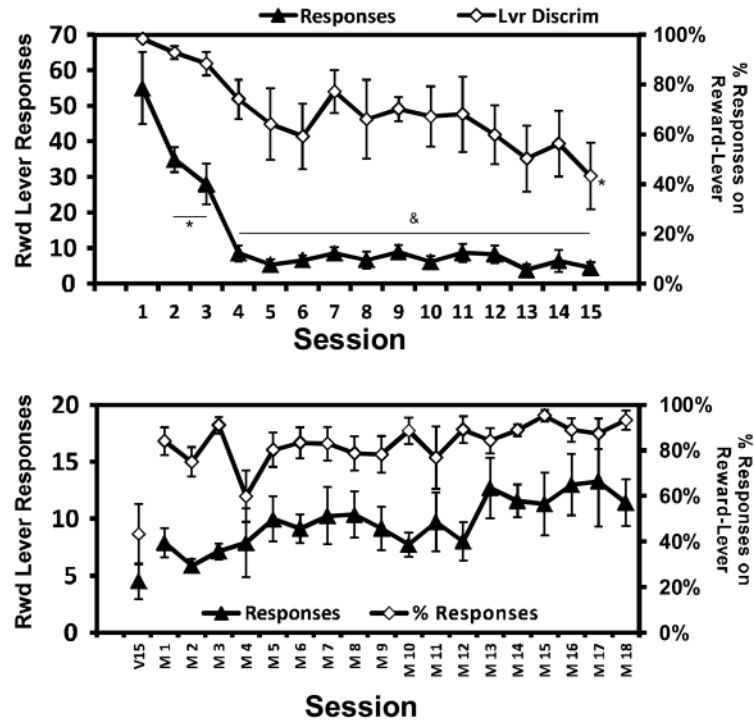 Responses Lvr Discrim
70
60
50
40
30
20
10
0
Rwd Lever Responses
100%
80%
60%
40%
20%
0%
% Responses on
Reward-Lever
*
&
*
1 2 3 4 5 6 7 8 9 10 11 12 13 14 15
Session
20
15
10
5
0
Rwd Lever Responses
100%
80%
60%
40%
20%
0%
% Responses on
Reward-Lever
Responses % Responses
V15 M 1 M 2 M 3 M 4 M 5 M 6 M 7 M 8 M 9 M 10 M 11 M 12 M 13 M 14 M 15 M 16 M 17 M 18
Session